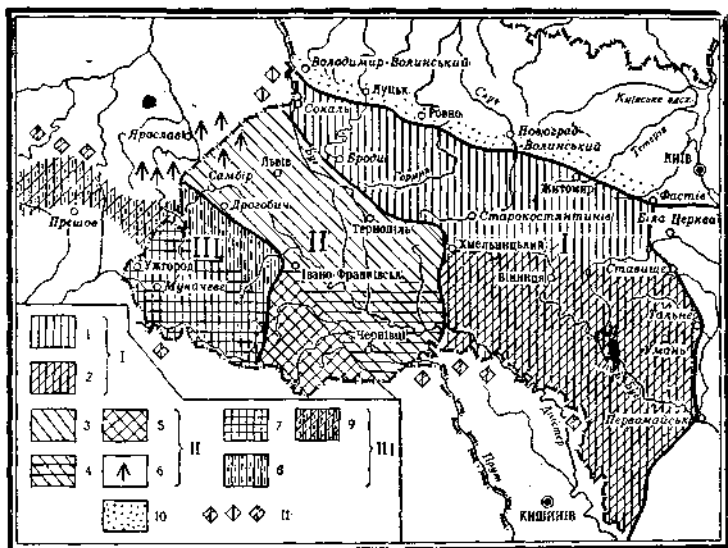 Володимир-Волинський
Луцьк
Ровно
Сокаль
Новоград-
Волинський
Київське вдсх.
Тетерів
КИЇВ
Ярослав
Броди
Горинь
Житомир
Фастів
Львів
Самбір
Дрогобич
Біла Церква
Старокостянтинів
I
Прешов
III
II
Тернопіль
Хмельницький
Ставище
Ужгород
Івано-Франківськ
Вінниця
Мукачеве
Тальне
Умань
Чернівці
Первомайськ
Дністер
Прут
КИШИНІВ
1
2
I
3
5
4
6
II
7
9
8
III
10
11